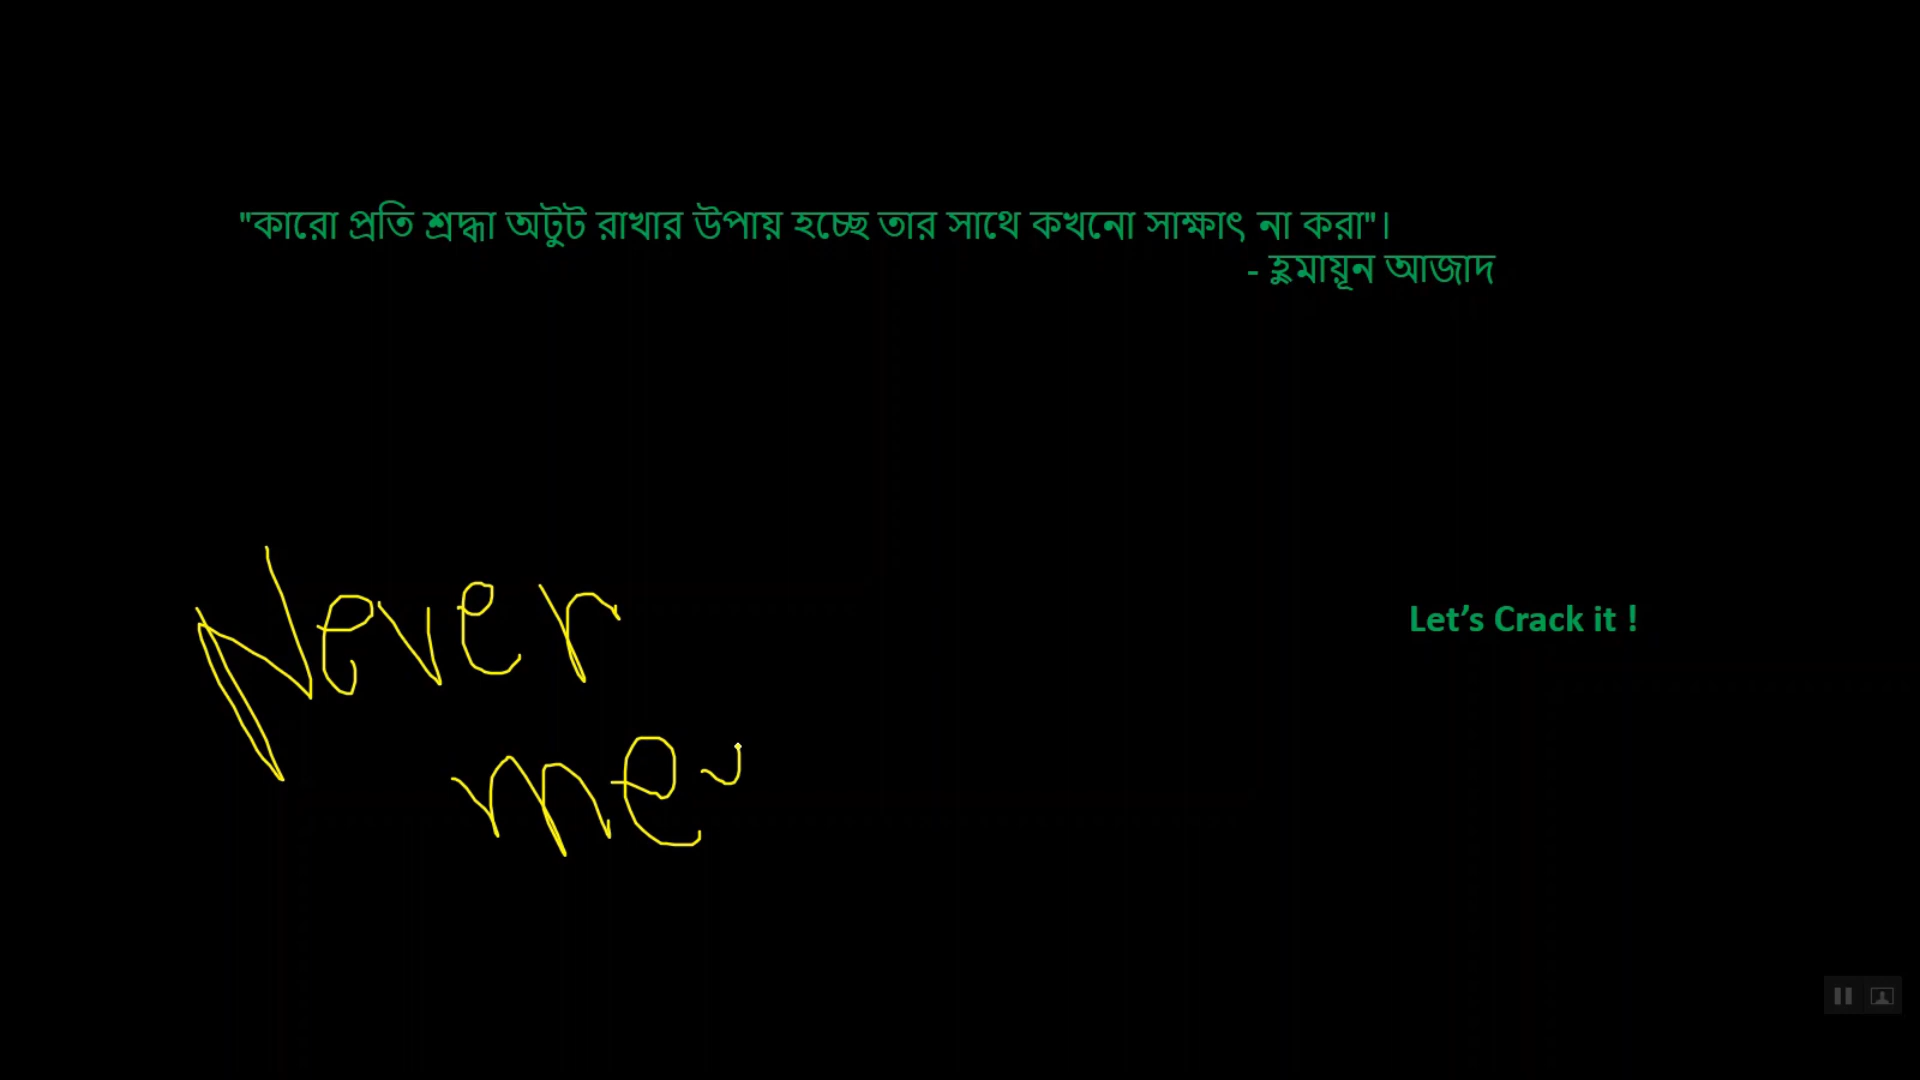 "কারো প্রতি শ্রদ্ধা অটুট রাখার উপায় হচ্ছে তার সাথে কখনো সাক্ষাৎ না করা"।
- হুমায়ূন আজাদ
Let’s Crack it !
Never
me